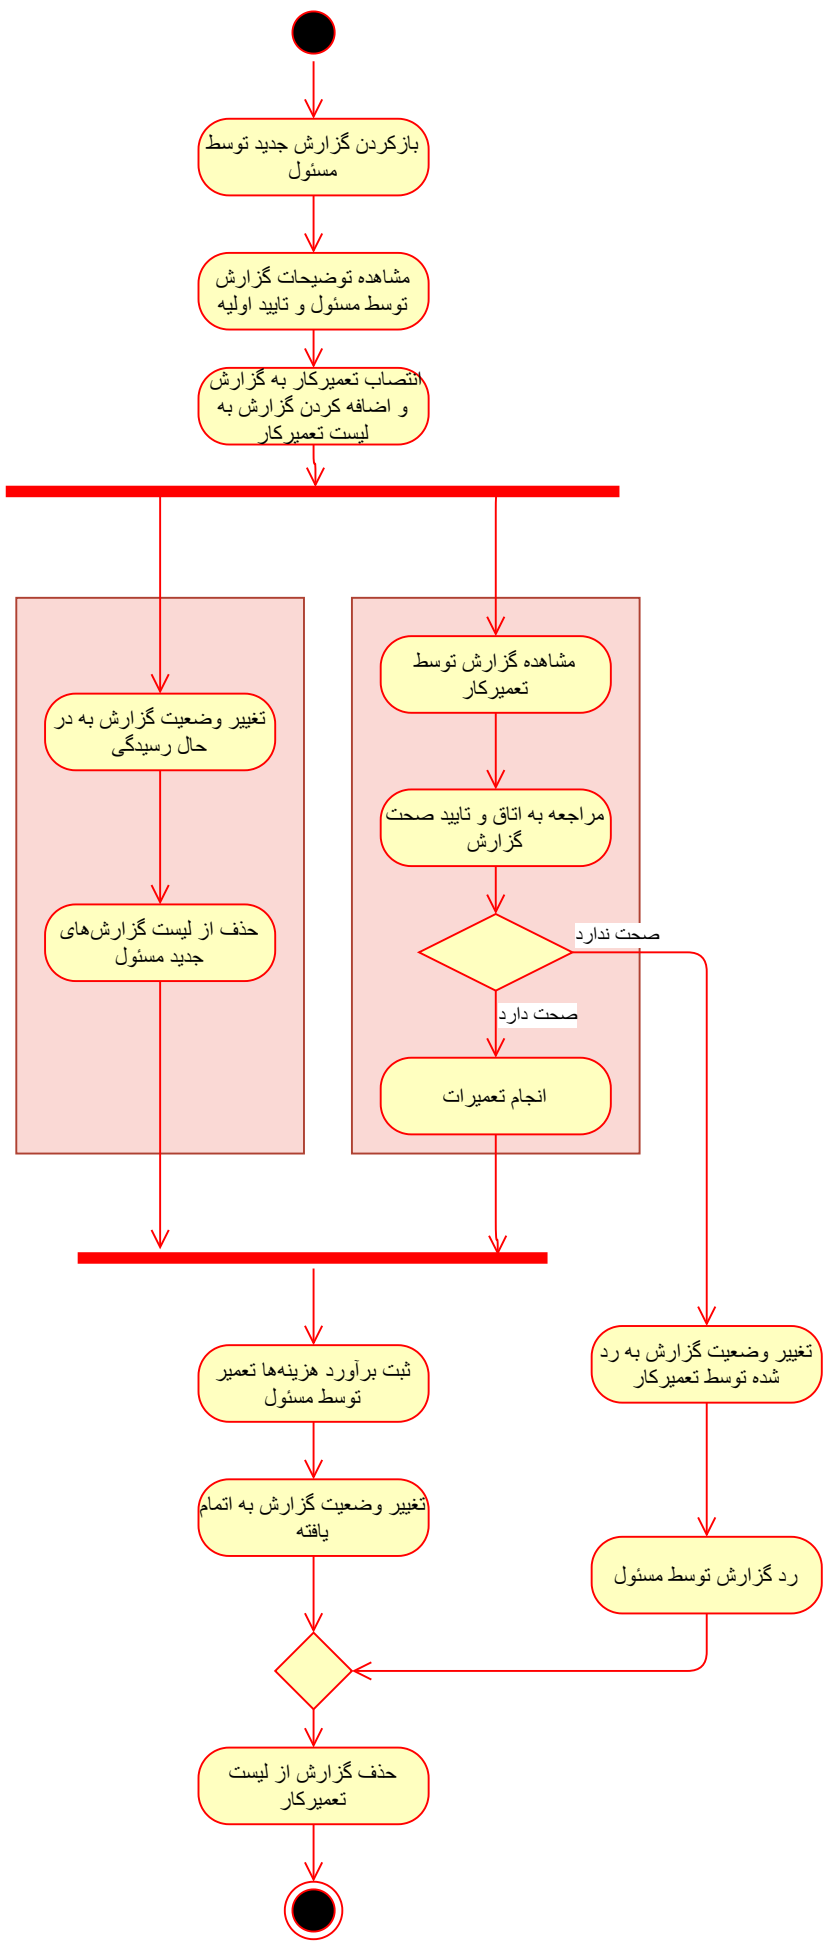 بازکردن گزارش جدید توسط
مسئول
مشاهده توضیحات گزارش
توسط مسئول و تایید اولیه
انتصاب تعمیرکار به گزارش
و اضافه کردن گزارش به
لیست تعمیرکار
مشاهده گزارش توسط
تعمیرکار
تغییر وضعیت گزارش به در
حال رسیدگی
مراجعه به اتاق و تایید صحت
گزارش
حذف از لیست گزارش‌های
جدید مسئول
صحت ندارد
صحت دارد
انجام تعمیرات
تغییر وضعیت گزارش به رد
شده توسط تعمیرکار
ثبت برآورد هزینه‌ها تعمیر
توسط مسئول
تغییر وضعیت گزارش به اتمام
یافته
رد گزارش توسط مسئول
حذف گزارش از لیست
تعمیرکار